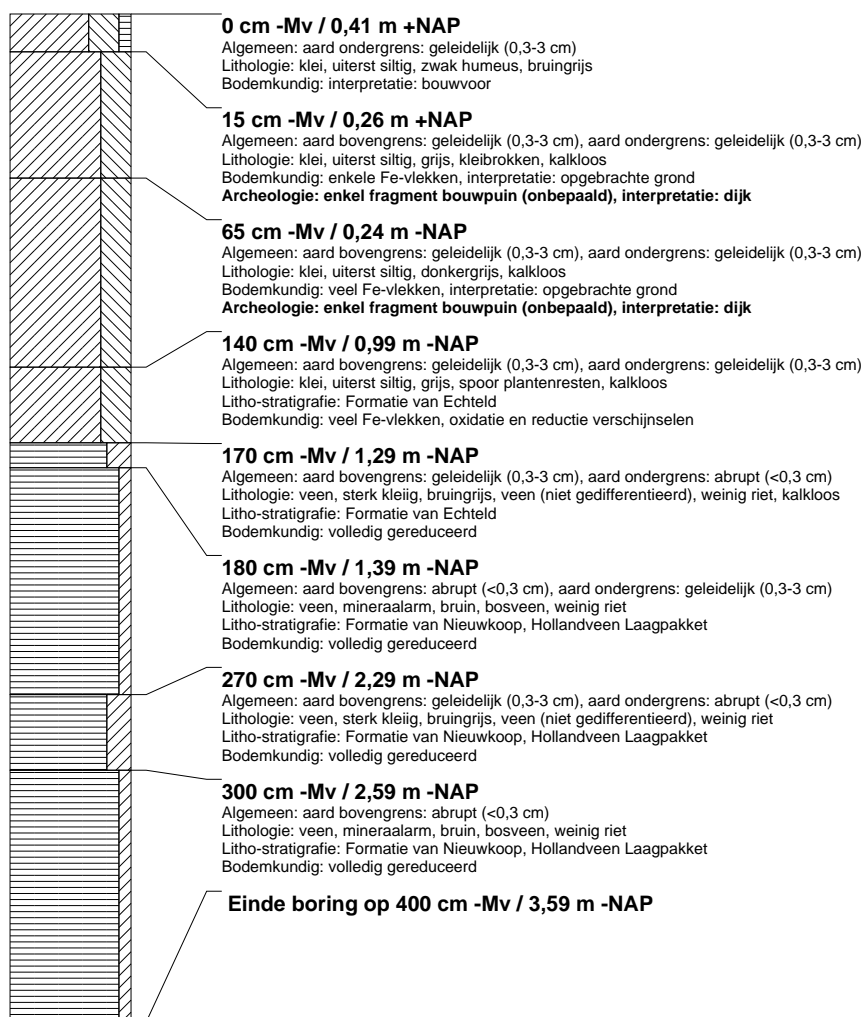 0 cm -Mv / 0,41 m +NAP
Algemeen: aard ondergrens: geleidelijk (0,3-3 cm)
Lithologie: klei, uiterst siltig, zwak humeus, bruingrijs
Bodemkundig: interpretatie: bouwvoor
15 cm -Mv / 0,26 m +NAP
Algemeen: aard bovengrens: geleidelijk (0,3-3 cm), aard ondergrens: geleidelijk (0,3-3 cm)
Lithologie: klei, uiterst siltig, grijs, kleibrokken, kalkloos
Bodemkundig: enkele Fe-vlekken, interpretatie: opgebrachte grond
Archeologie: enkel fragment bouwpuin (onbepaald), interpretatie: dijk
65 cm -Mv / 0,24 m -NAP
Algemeen: aard bovengrens: geleidelijk (0,3-3 cm), aard ondergrens: geleidelijk (0,3-3 cm)
Lithologie: klei, uiterst siltig, donkergrijs, kalkloos
Bodemkundig: veel Fe-vlekken, interpretatie: opgebrachte grond
Archeologie: enkel fragment bouwpuin (onbepaald), interpretatie: dijk
140 cm -Mv / 0,99 m -NAP
Algemeen: aard bovengrens: geleidelijk (0,3-3 cm), aard ondergrens: geleidelijk (0,3-3 cm)
Lithologie: klei, uiterst siltig, grijs, spoor plantenresten, kalkloos
Litho-stratigrafie: Formatie van Echteld
Bodemkundig: veel Fe-vlekken, oxidatie en reductie verschijnselen
170 cm -Mv / 1,29 m -NAP
Algemeen: aard bovengrens: geleidelijk (0,3-3 cm), aard ondergrens: abrupt (<0,3 cm)
Lithologie: veen, sterk kleiig, bruingrijs, veen (niet gedifferentieerd), weinig riet, kalkloos
Litho-stratigrafie: Formatie van Echteld
Bodemkundig: volledig gereduceerd
180 cm -Mv / 1,39 m -NAP
Algemeen: aard bovengrens: abrupt (<0,3 cm), aard ondergrens: geleidelijk (0,3-3 cm)
Lithologie: veen, mineraalarm, bruin, bosveen, weinig riet
Litho-stratigrafie: Formatie van Nieuwkoop, Hollandveen Laagpakket
Bodemkundig: volledig gereduceerd
270 cm -Mv / 2,29 m -NAP
Algemeen: aard bovengrens: geleidelijk (0,3-3 cm), aard ondergrens: abrupt (<0,3 cm)
Lithologie: veen, sterk kleiig, bruingrijs, veen (niet gedifferentieerd), weinig riet
Litho-stratigrafie: Formatie van Nieuwkoop, Hollandveen Laagpakket
Bodemkundig: volledig gereduceerd
300 cm -Mv / 2,59 m -NAP
Algemeen: aard bovengrens: abrupt (<0,3 cm)
Lithologie: veen, mineraalarm, bruin, bosveen, weinig riet
Litho-stratigrafie: Formatie van Nieuwkoop, Hollandveen Laagpakket
Bodemkundig: volledig gereduceerd
Einde boring op 400 cm -Mv / 3,59 m -NAP